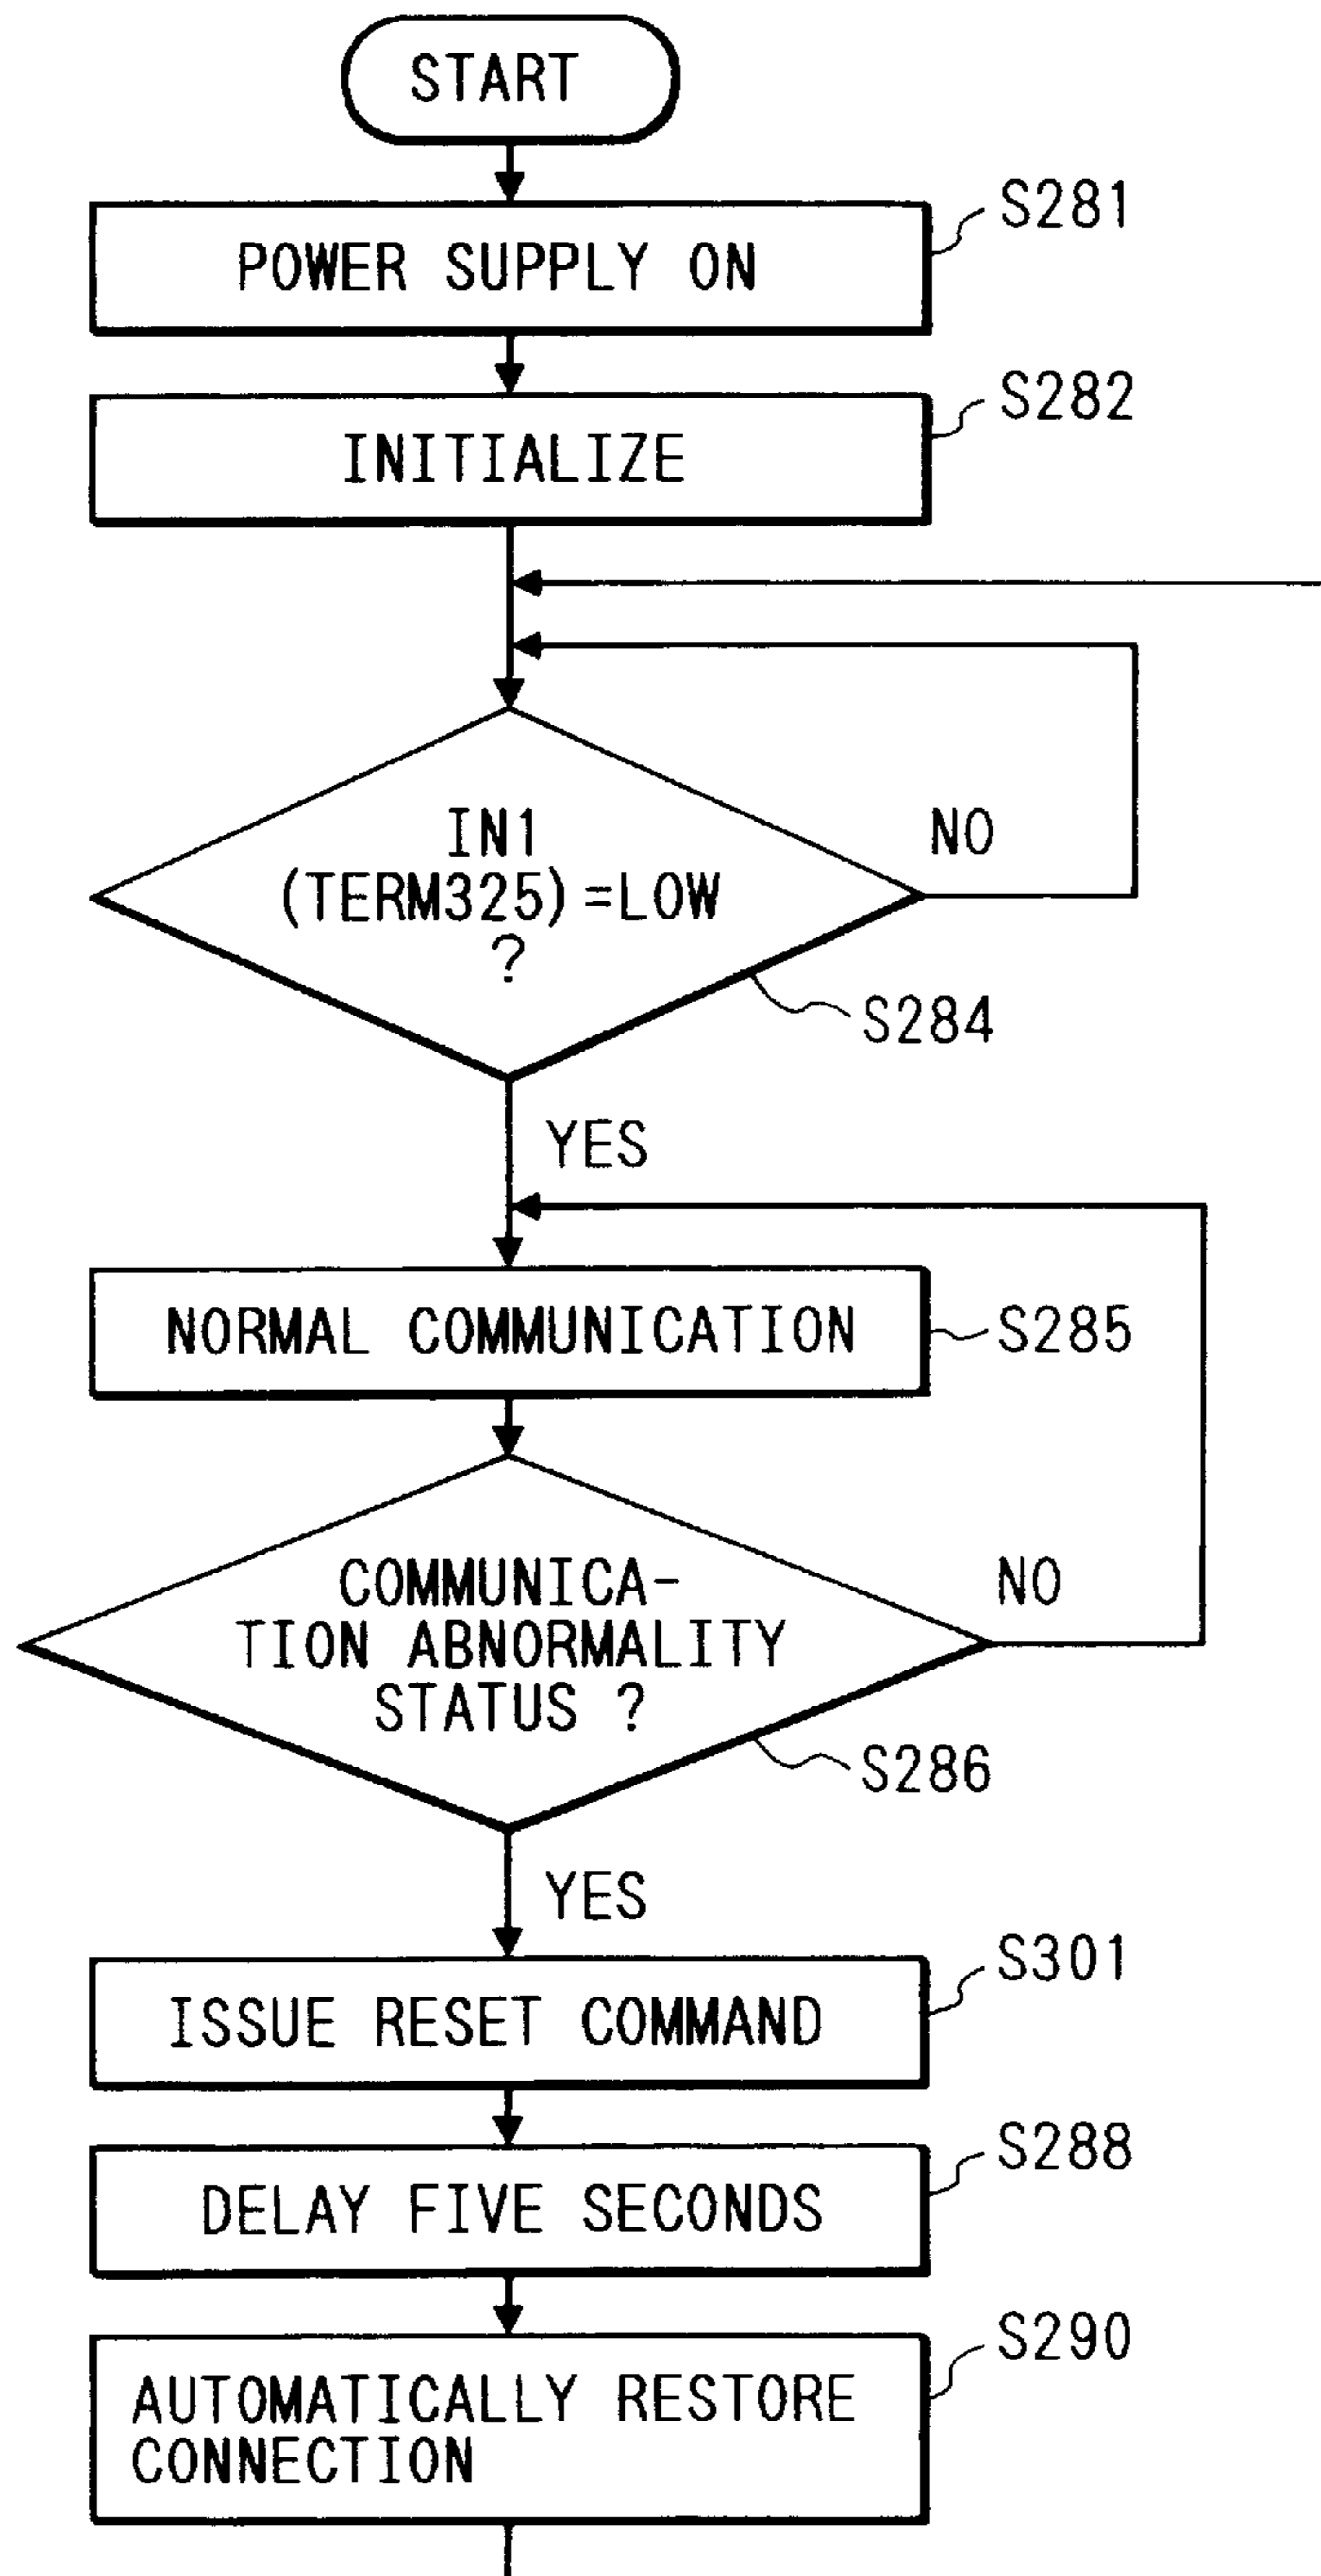 START
S281
POWER SUPPLY ON
S282
INITIALIZE
IN1
(TERM325)=LOW
?
NO
S284
YES
NORMAL COMMUNICATION
S285
COMMUNICA-
TION ABNORMALITY
STATUS ?
NO
S286
YES
S301
ISSUE RESET COMMAND
S288
DELAY FIVE SECONDS
S290
AUTOMATICALLY RESTORE
CONNECTION